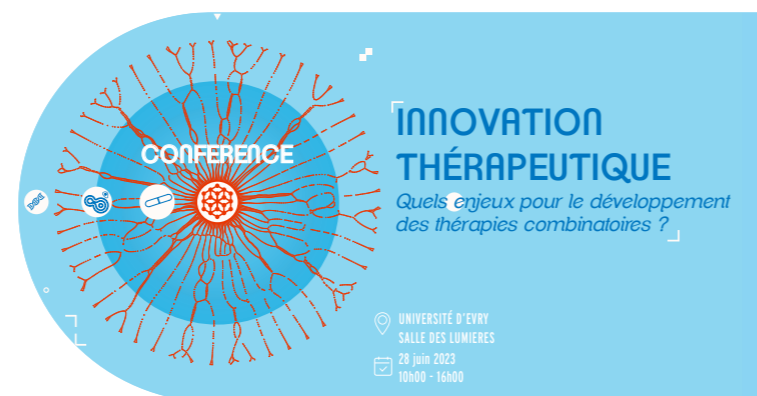 CONFERENCE
INNOVATION
THÉRAPEUTIQUE
Quels enjeux pour le développement
des thérapies combinatoires ?
UNIVERSITÉ D'EVRY
SALLE DES LUMIERES
28 juin 2023
10h00 - 16h00